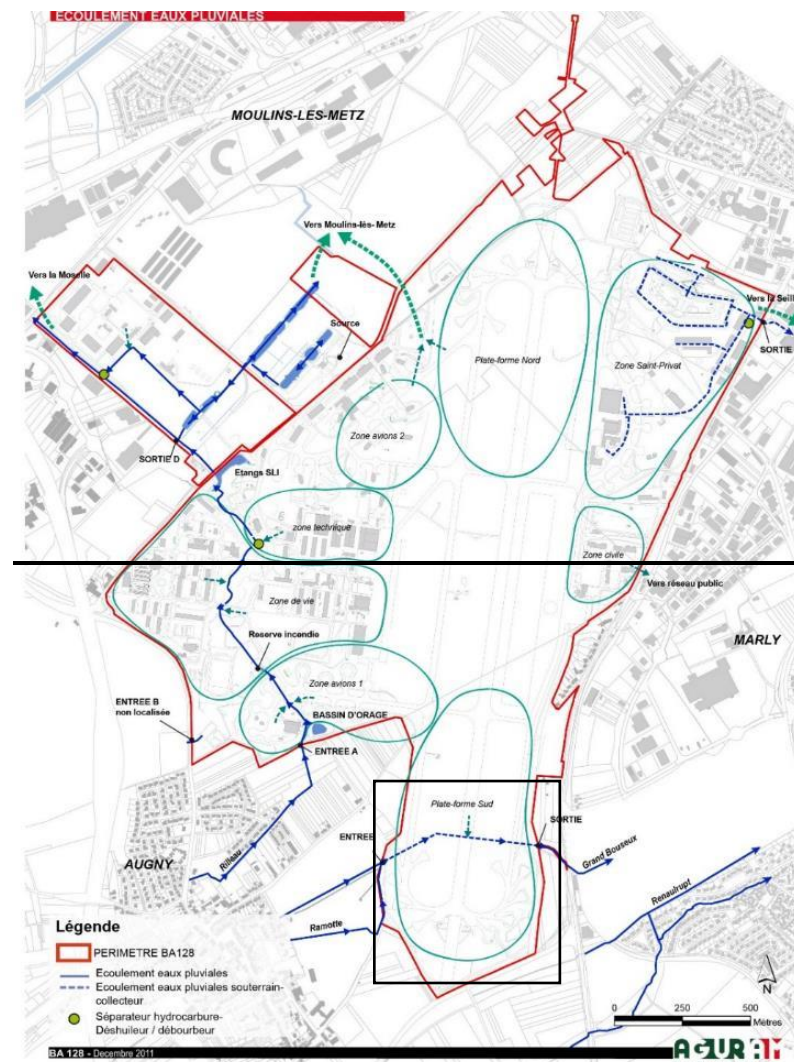 ECOULEMENT EAUX PLUVIALES
MOULINS-LES-METZ
Vers Moulins-lès-Metz
Vers la Moselle
Source
Vers la Seill
SORTIE
Plate-forme Nord
Zone Saint-Privat
Zone avions 2
SORTIE D
Etangs SLI
zone technique
Zone civile
Vers réseau public
Zone de vie
MARLY
Reserve incendie
Zone avions 1
ENTREE B
non localisée
BASSIN D'ORAGE
ENTREE A
Plate-forme Sud
ENTREE
SORTIE
AUGNY
Rilleau
Grand Bouseux
Renaulrupt
Ramotte
Légende
PERIMETRE BA128
Ecoulement eaux pluviales
Ecoulement eaux pluviales souterrain-
collecteur
Séparateur hydrocarbure-
Déshuileur / débourbeur
N
0 250 500
Mètres
BA 128 - Decembre 2011
AGURAM